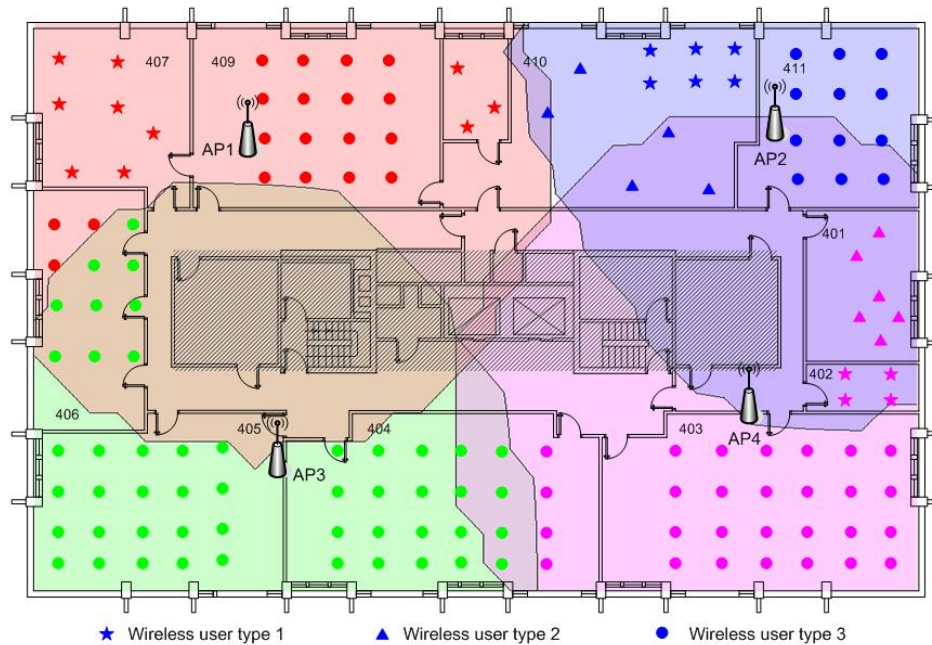 407
409
410
411
AP1
AP2
401
402
406
405
404
403
AP3
AP4
Wireless user type 1
Wireless user type 2
Wireless user type 3